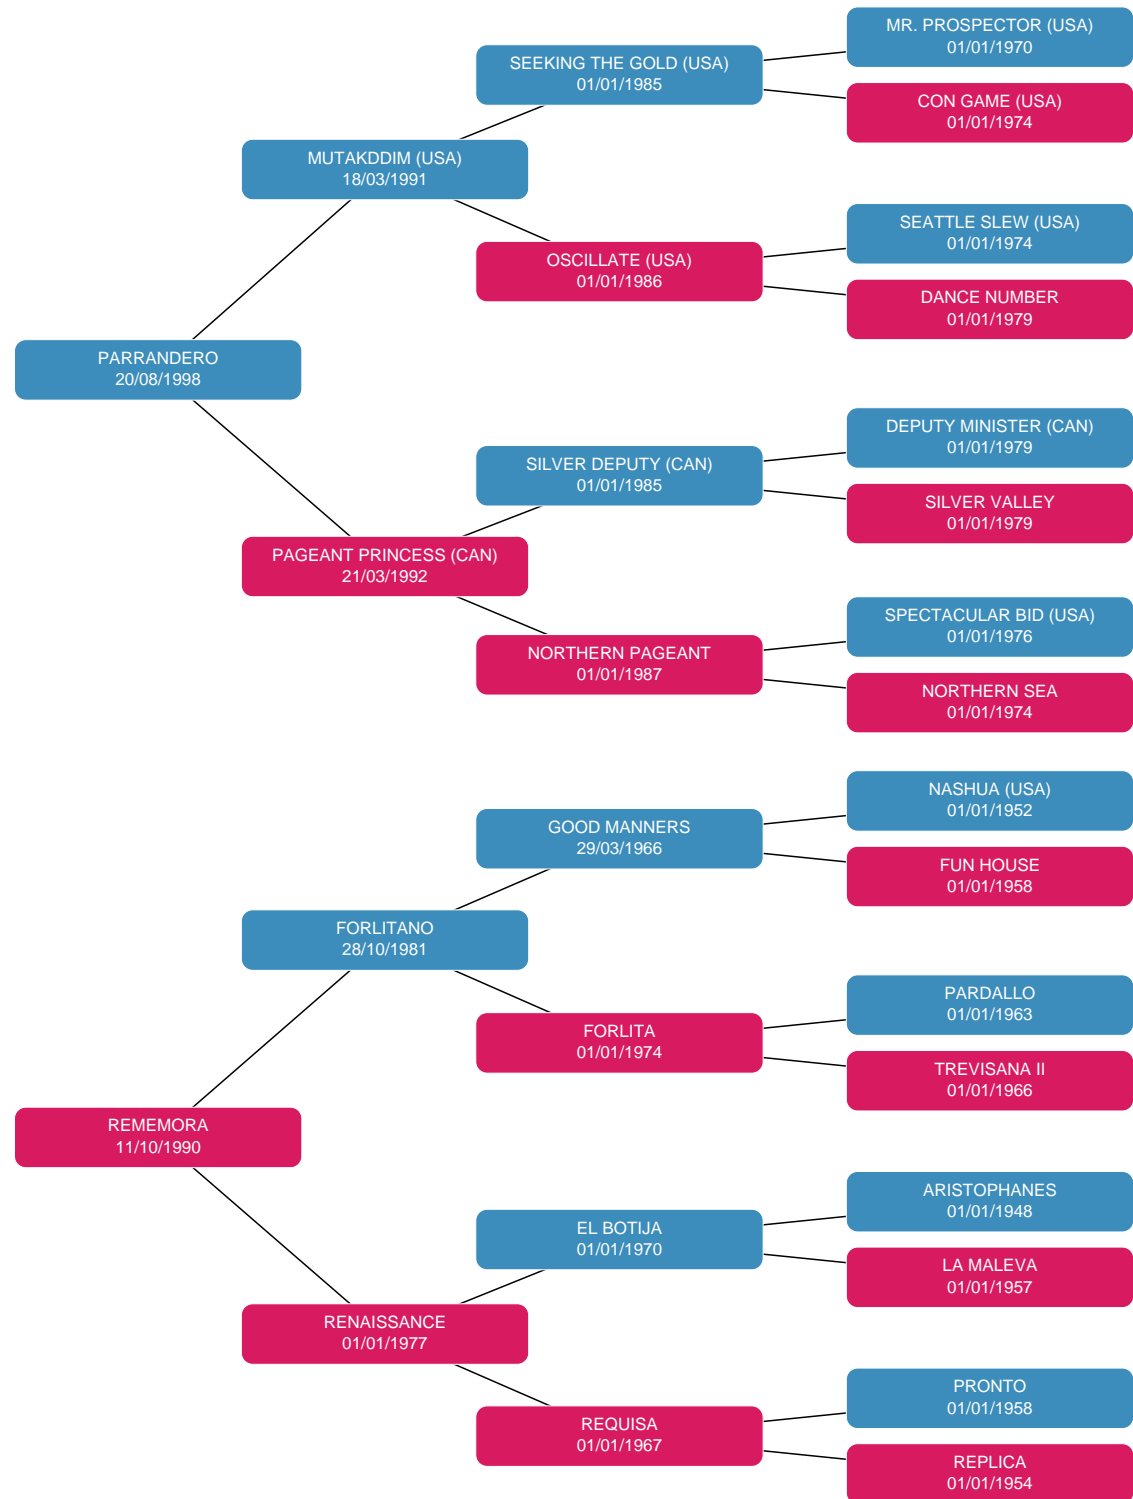 MR. PROSPECTOR (USA)
01/01/1970
SEEKING THE GOLD (USA)
01/01/1985
CON GAME (USA)
01/01/1974
MUTAKDDIM (USA)
18/03/1991
SEATTLE SLEW (USA)
01/01/1974
OSCILLATE (USA)
01/01/1986
DANCE NUMBER
01/01/1979
PARRANDERO
20/08/1998
DEPUTY MINISTER (CAN)
01/01/1979
SILVER DEPUTY (CAN)
01/01/1985
SILVER VALLEY
01/01/1979
PAGEANT PRINCESS (CAN)
21/03/1992
SPECTACULAR BID (USA)
01/01/1976
NORTHERN PAGEANT
01/01/1987
NORTHERN SEA
01/01/1974
NASHUA (USA)
01/01/1952
GOOD MANNERS
29/03/1966
FUN HOUSE
01/01/1958
FORLITANO
28/10/1981
PARDALLO
01/01/1963
FORLITA
01/01/1974
TREVISANA II
01/01/1966
REMEMORA
11/10/1990
ARISTOPHANES
01/01/1948
EL BOTIJA
01/01/1970
LA MALEVA
01/01/1957
RENAISSANCE
01/01/1977
PRONTO
01/01/1958
REQUISA
01/01/1967
REPLICA
01/01/1954